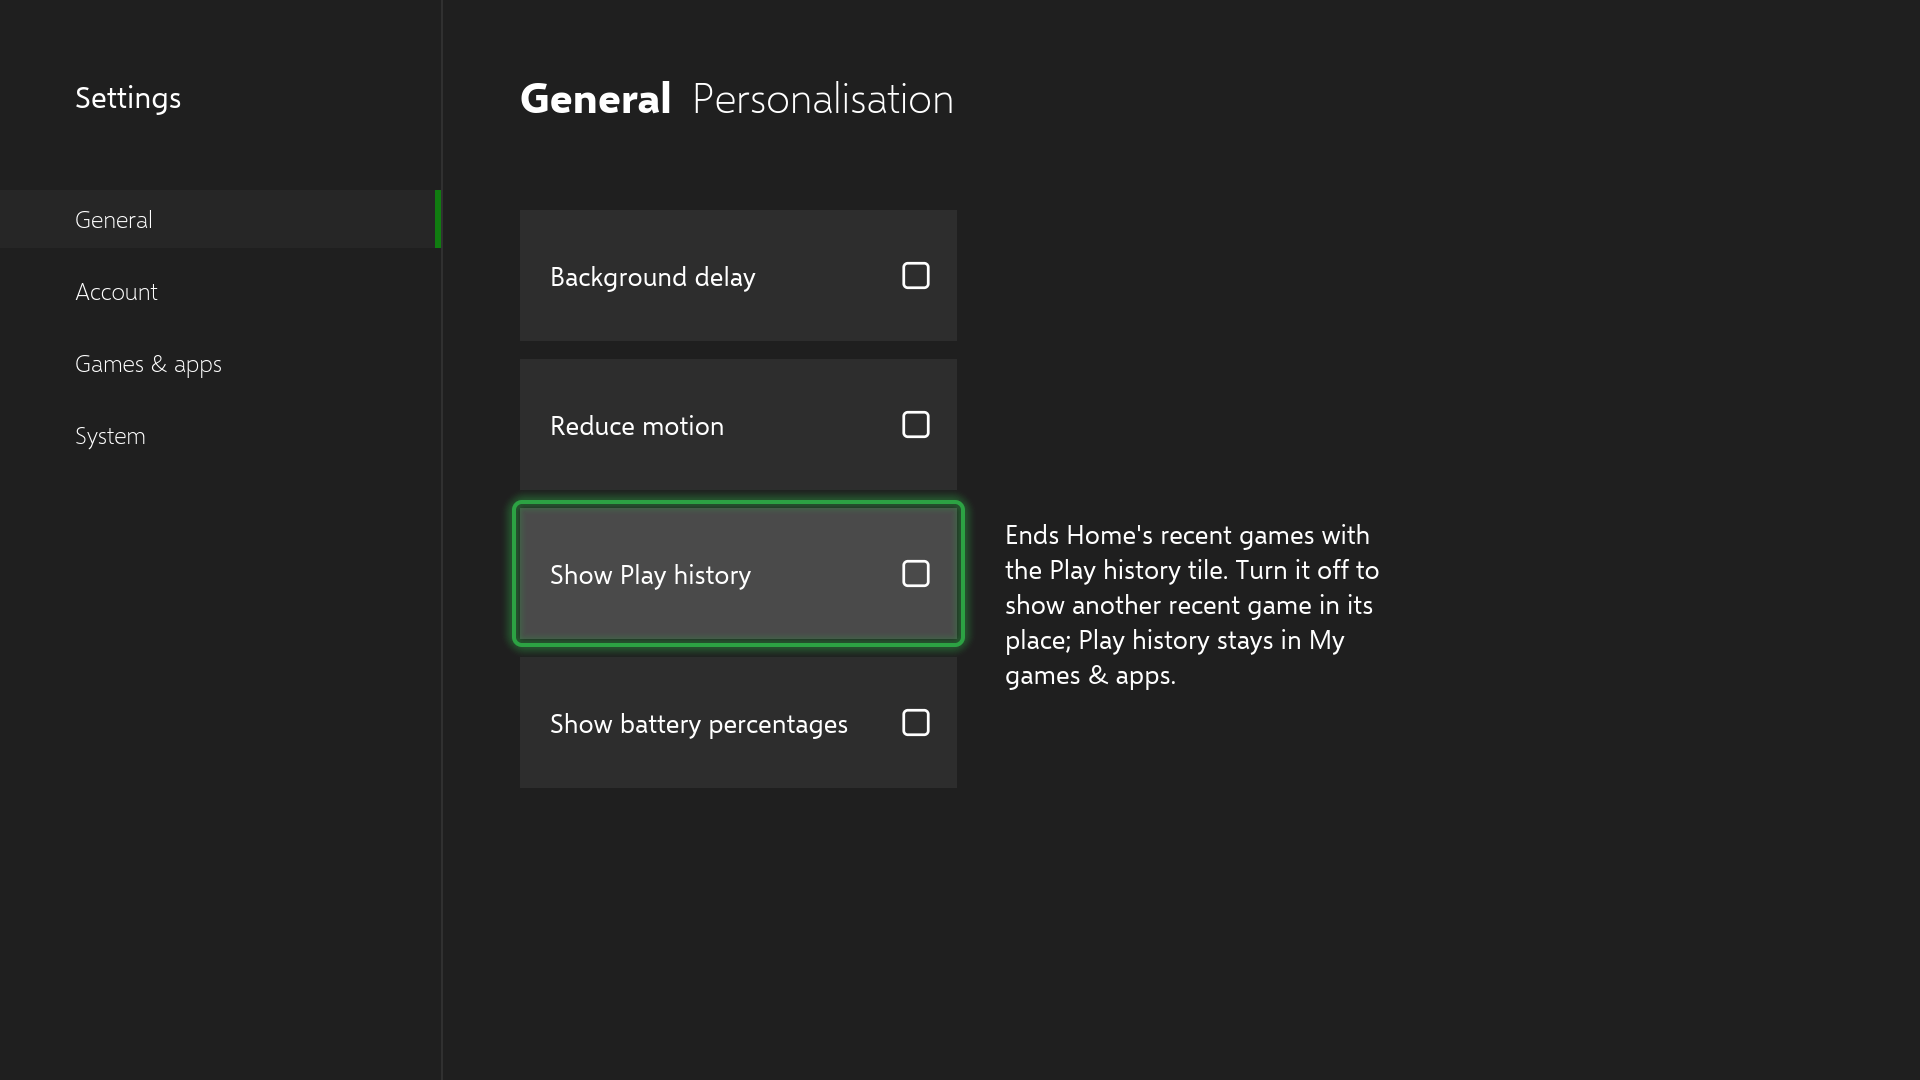 Settings
General
Account
Games & apps
System
General Personalisation
Background delay
Reduce motion
Show Play history
Show battery percentages
Ends Home's recent games with
the Play history tile. Turn it off to
show another recent game in its
place; Play history stays in My
games & apps.